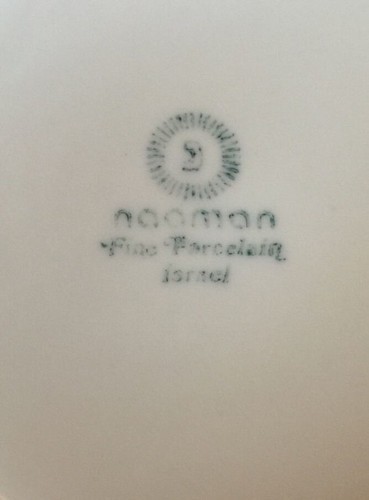 naaman
Fine Porcelain
Israel